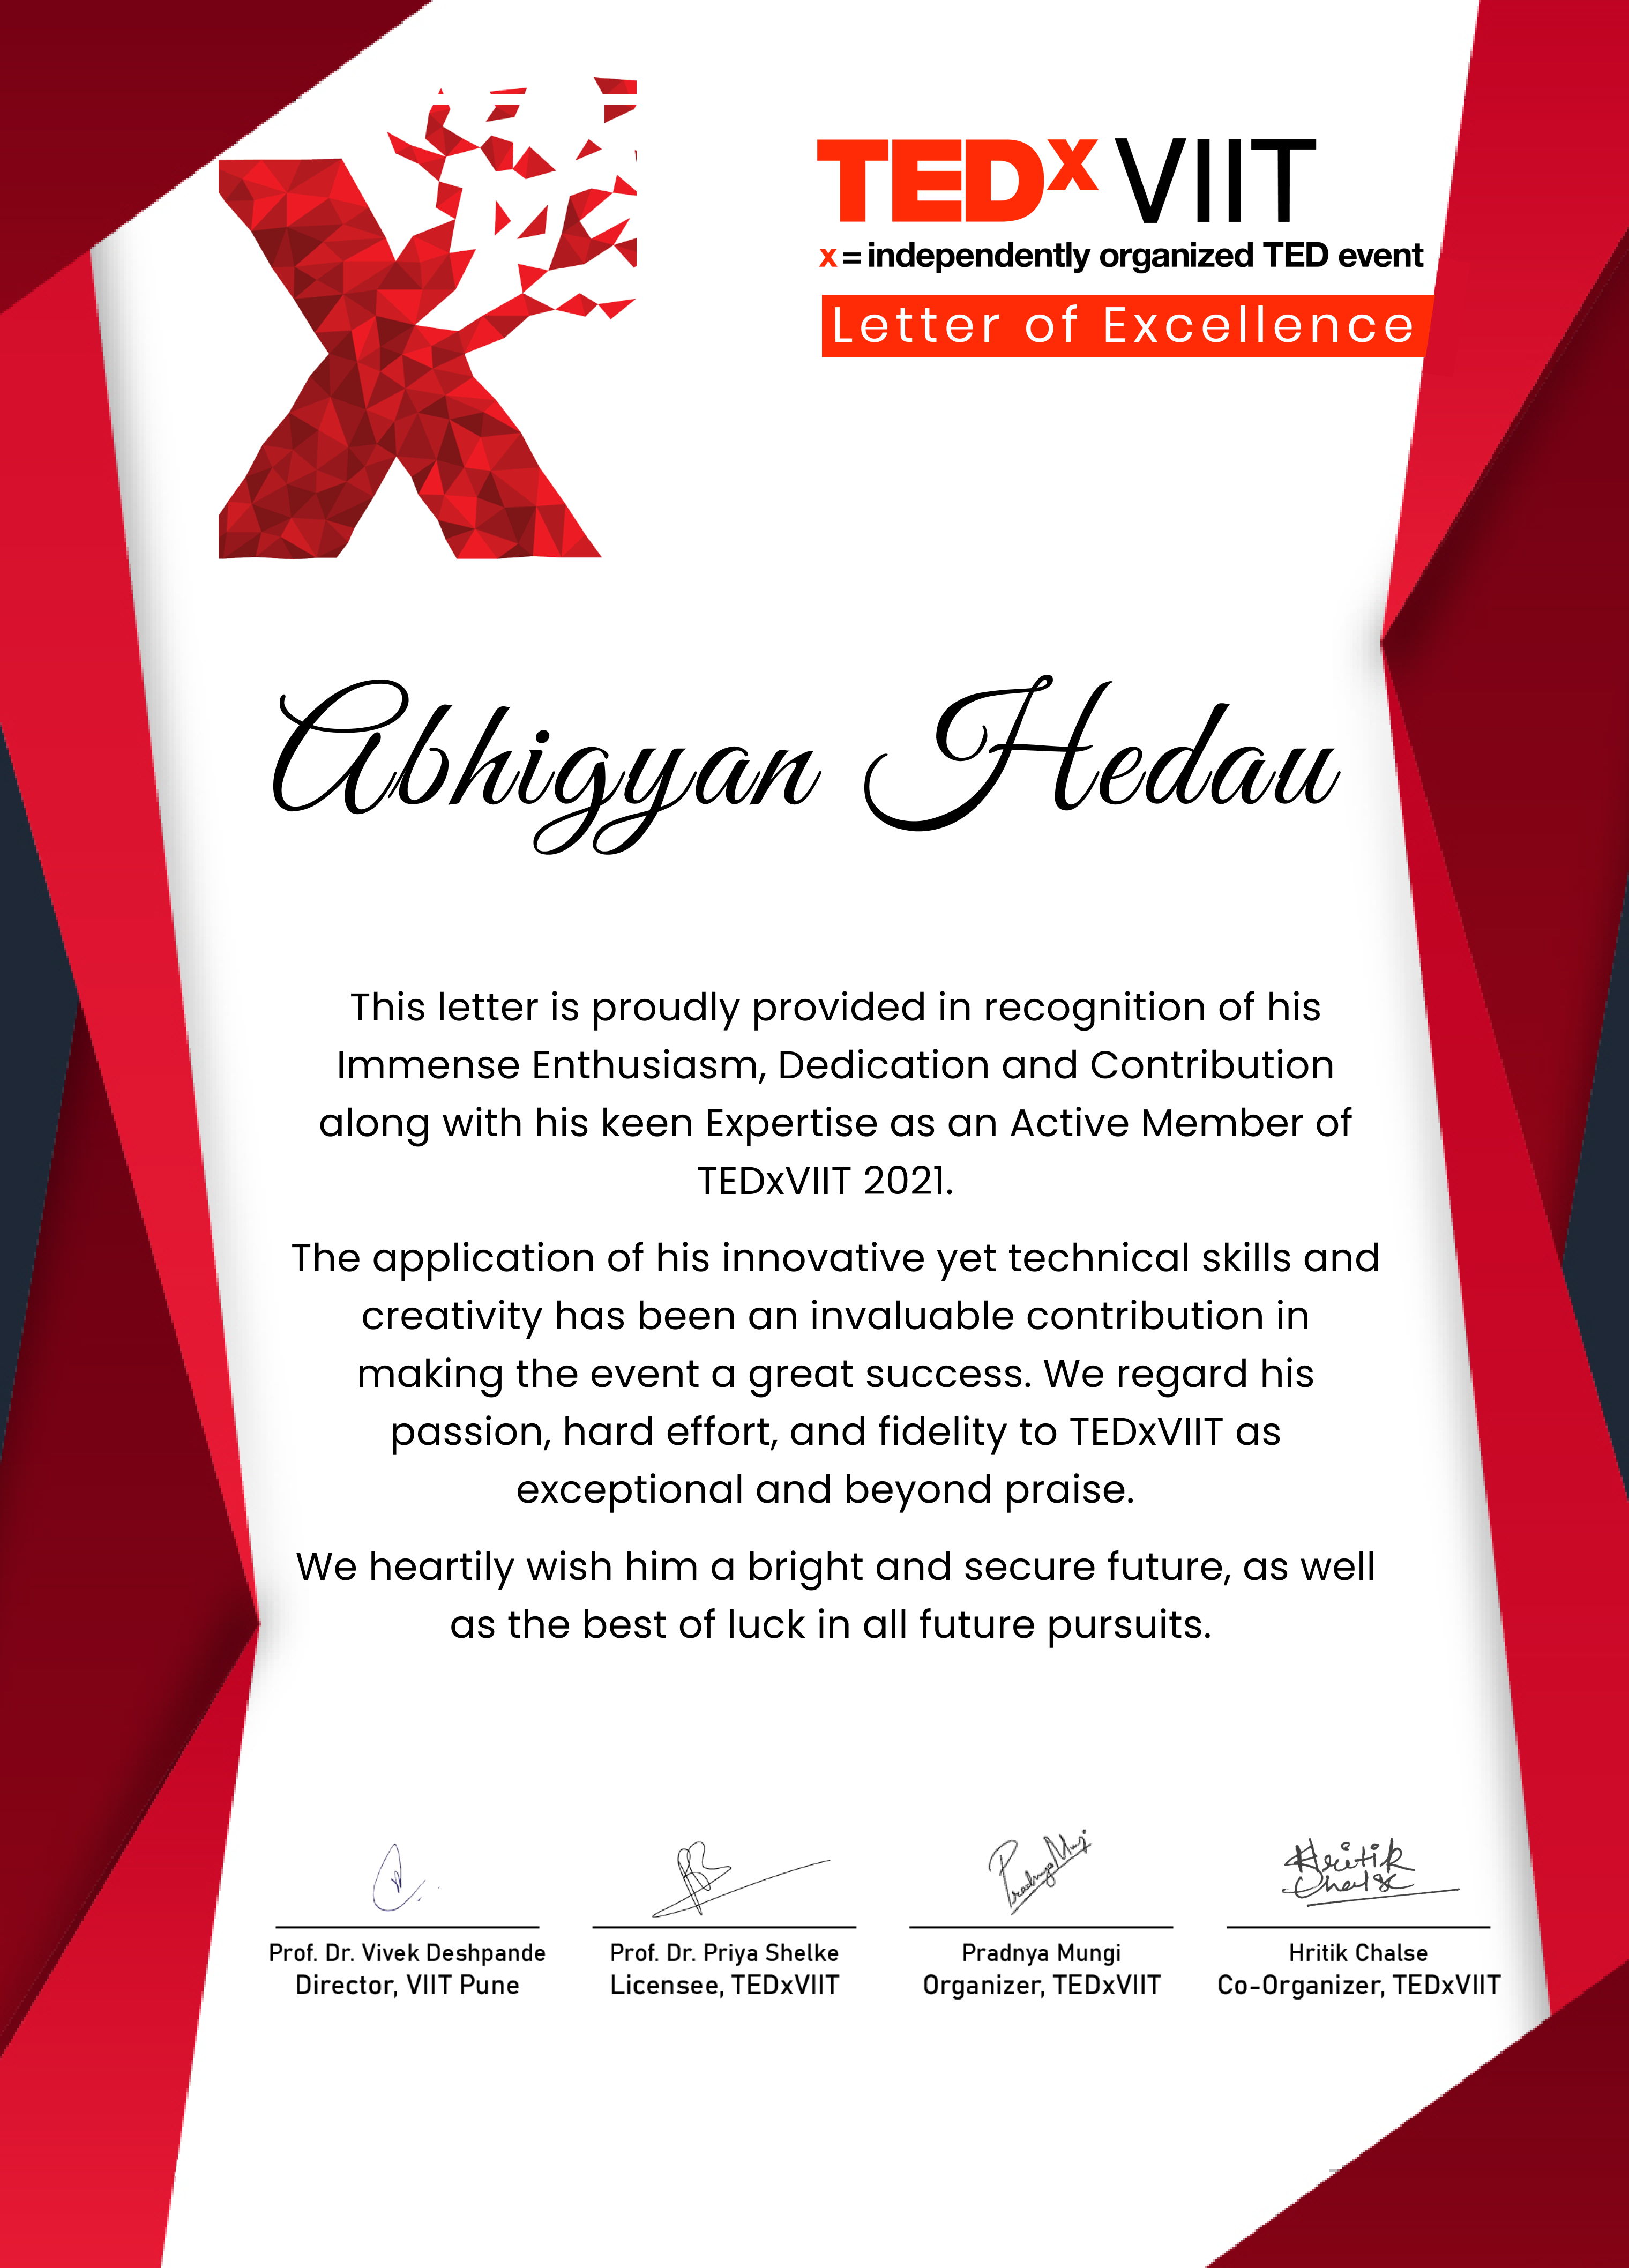 TEDx VIIT
x = independently organized TED event
Letter of Excellence
Abhigyan Hedau
This letter is proudly provided in recognition of his
Immense Enthusiasm, Dedication and Contribution
along with his keen Expertise as an Active Member of
TEDxVIIT 2021.
The application of his innovative yet technical skills and
creativity has been an invaluable contribution in
making the event a great success. We regard his
passion, hard effort, and fidelity to TEDxVIIT as
exceptional and beyond praise.
We heartily wish him a bright and secure future, as well
as the best of luck in all future pursuits.
Pradnya Mungi
Hritik
Chalse
Prof. Dr. Vivek Deshpande Prof. Dr. Priya Shelke Pradnya Mungi Hritik Chalse
Director, VIIT Pune Licensee, TEDxVIIT Organizer, TEDxVIIT Co-Organizer, TEDxVIIT